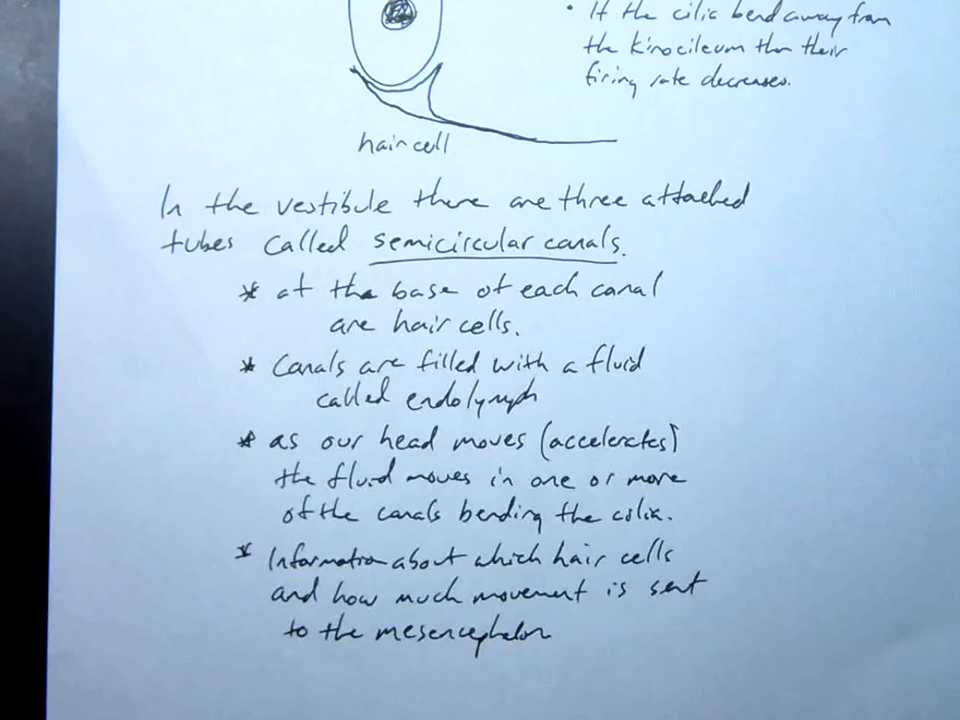 • If the cilia bend away from
the kinocileum then their
firing rate decreases.
hair cell
In the vestibule there are three attached
tubes called semicircular canals.
* at the base of each canal
are hair cells.
* Canals are filled with a fluid
called endolymph
* as our head moves (accelerates)
the fluid moves in one or more
of the canals bending the cilia.
* Information about which hair cells
and how much movement is sent
to the mesencephalon